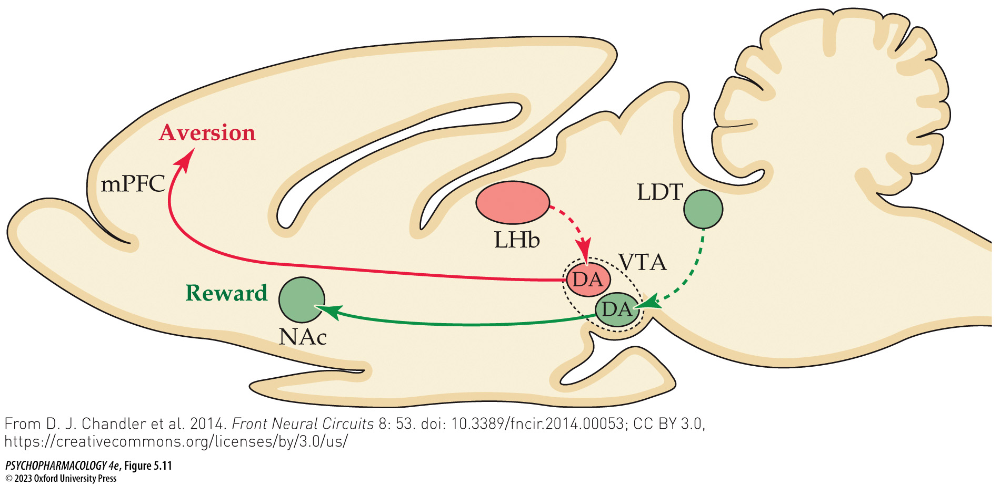 Aversion
mPFC
LDT
LHb
VTA
DA
Reward
DA
NAc
From D. J. Chandler et al. 2014. Front Neural Circuits 8: 53. doi: 10.3389/fncir.2014.00053; CC BY 3.0,
https://creativecommons.org/licenses/by/3.0/us/
PSYCHOPHARMACOLOGY 4e, Figure 5.11
© 2023 Oxford University Press